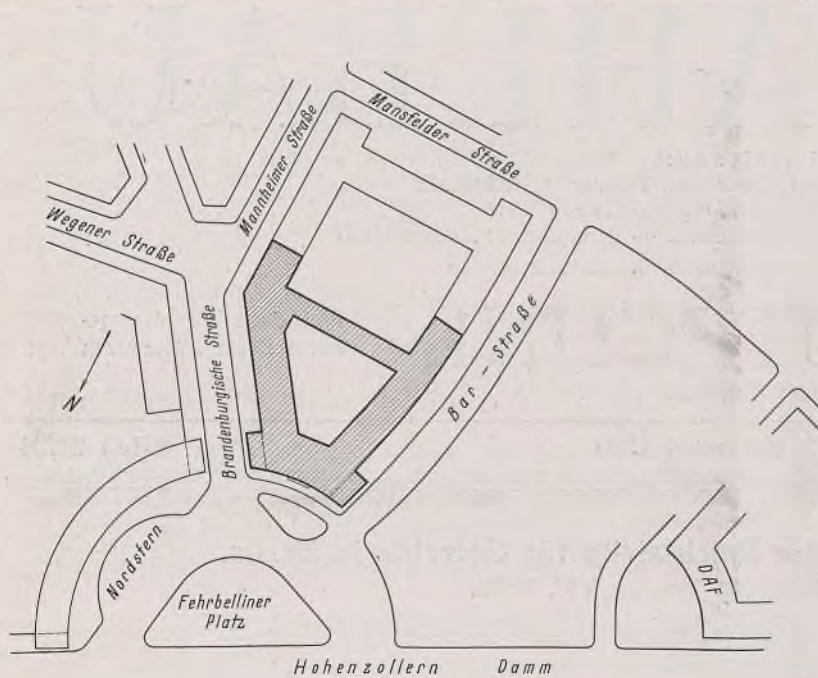 Mansfelder Straße
Mannheimer Straße
Wegener Straße
Brandenburgische Straße
Bar - Straße
N
Nordstern
DAF
Fehrbelliner
Platz
Hohenzollern Damm